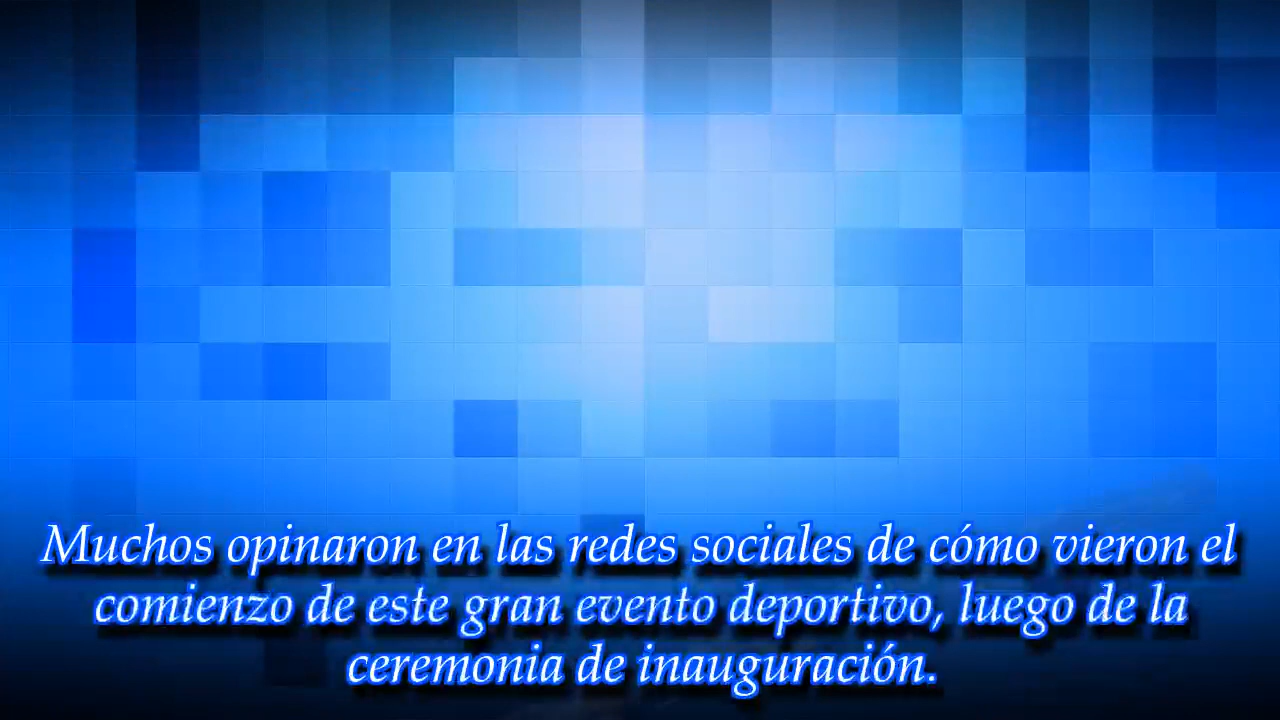 Muchos opinaron en las redes sociales de cómo vieron el
comienzo de este gran evento deportivo, luego de la
ceremonia de inauguración.